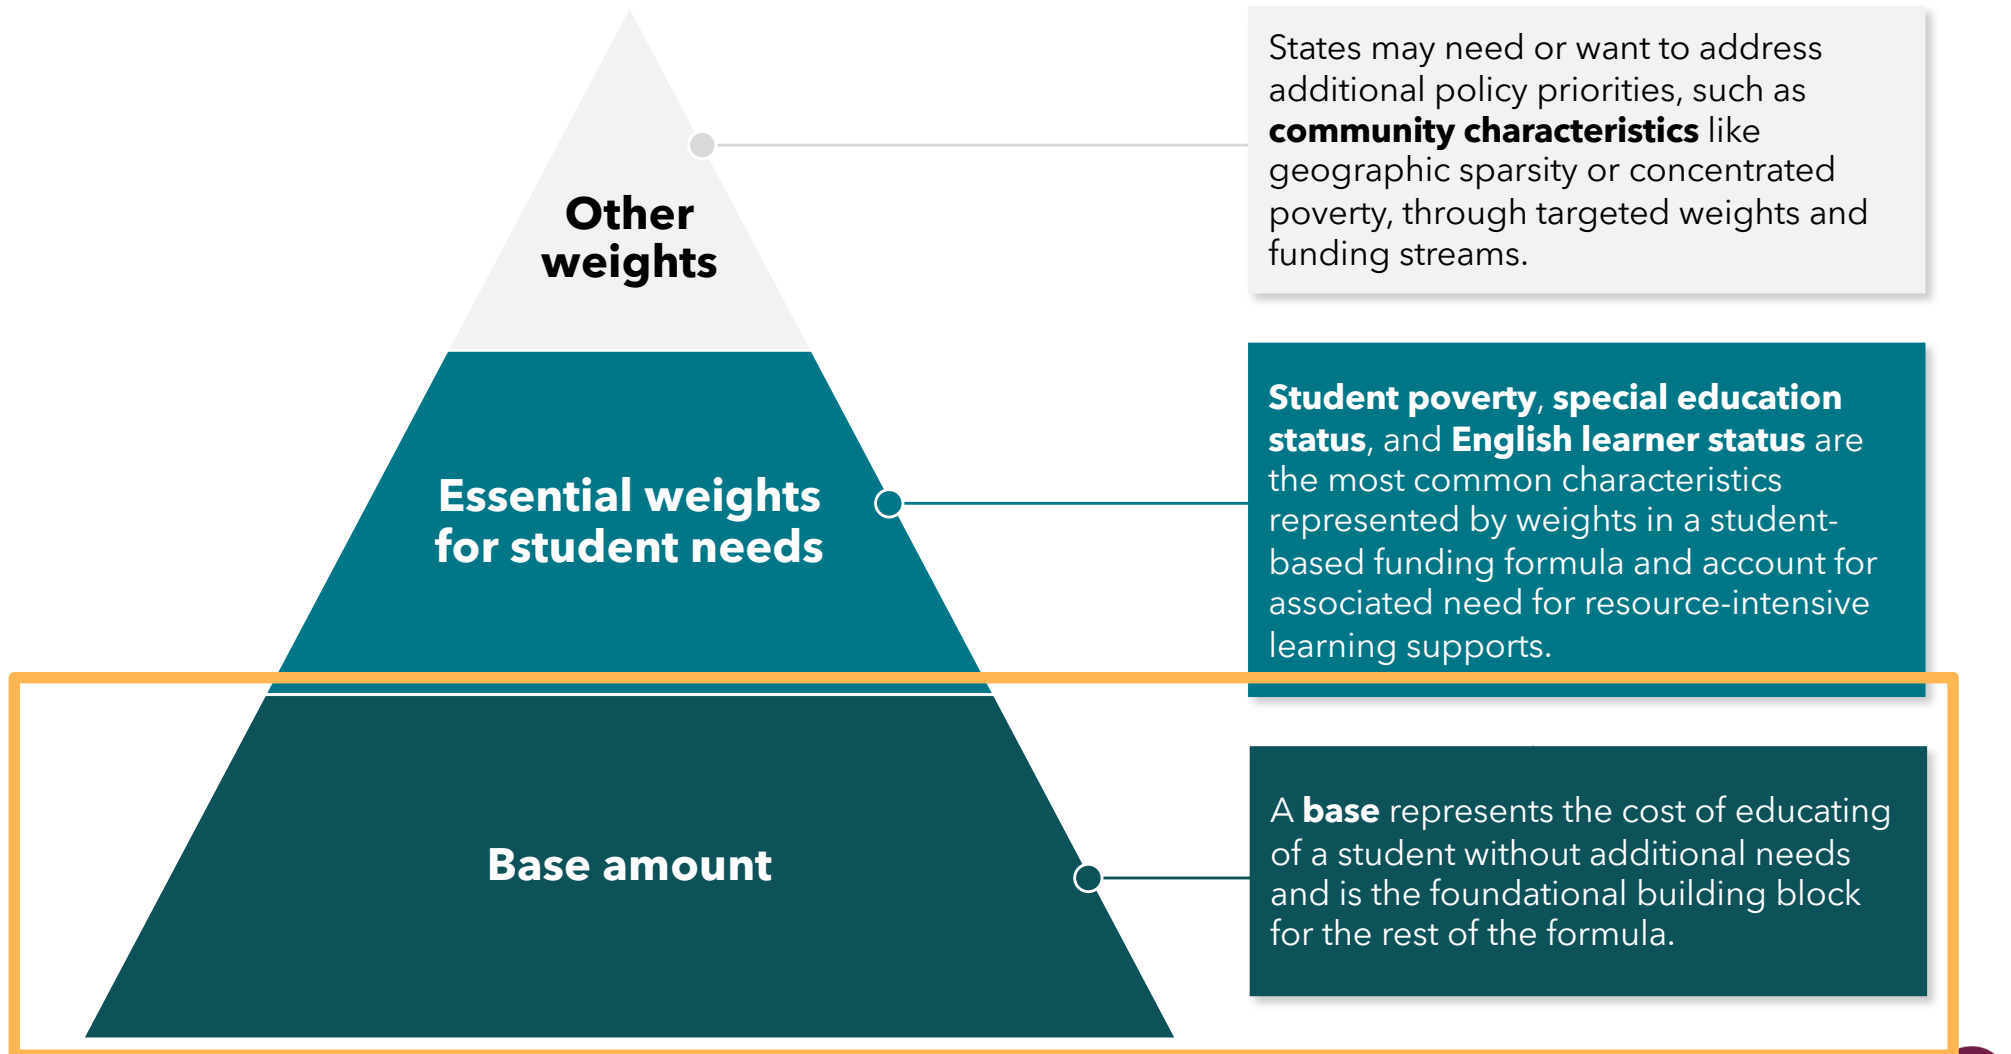 Other
weights
States may need or want to address
additional policy priorities, such as
community characteristics like
geographic sparsity or concentrated
poverty, through targeted weights and
funding streams.
Essential weights
for student needs
Student poverty, special education
status, and English learner status are
the most common characteristics
represented by weights in a student-
based funding formula and account for
associated need for resource-intensive
learning supports.
Base amount
A base represents the cost of educating
of a student without additional needs
and is the foundational building block
for the rest of the formula.